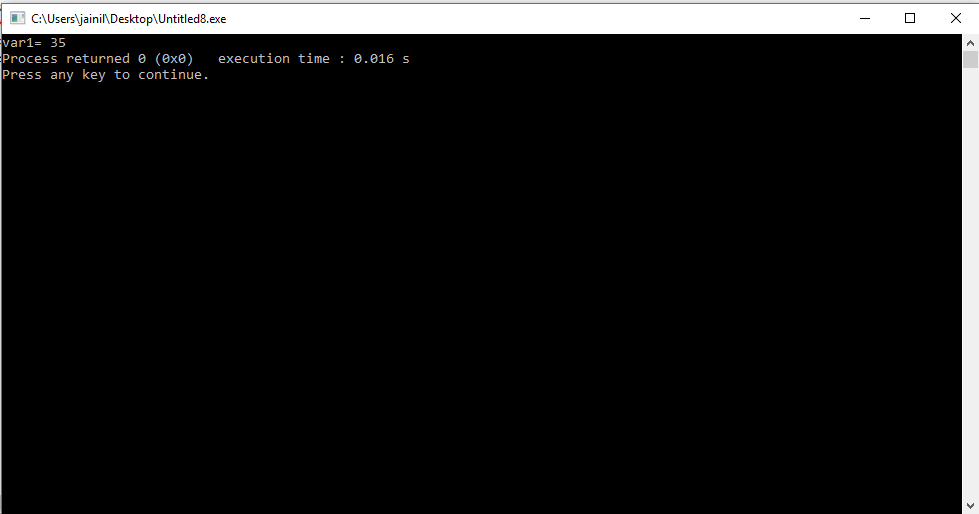 C:\Users\jainil\Desktop\Untitled8.exe
var1= 35
Process returned 0 (0x0)   execution time : 0.016 s
Press any key to continue.